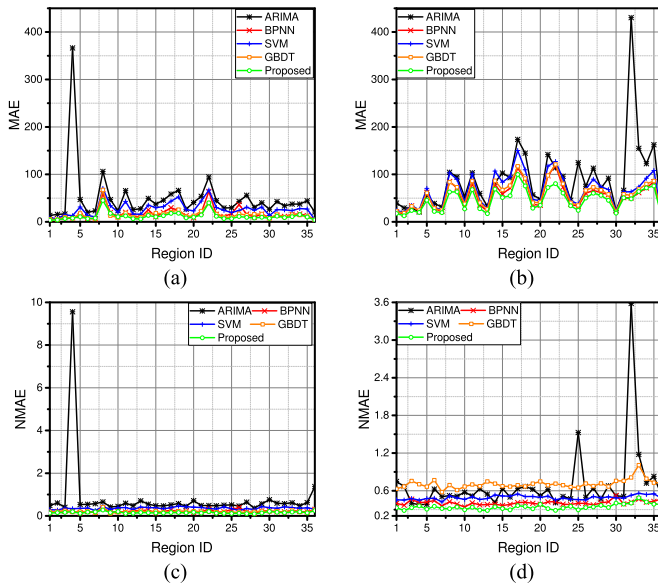 400
300
200
100
0
MAE
1 5 10 15 20 25 30 35
Region ID
ARIMA
BPNN
SVM
GBDT
Proposed
(a)
400
300
200
100
0
MAE
1 5 10 15 20 25 30 35
Region ID
ARIMA
BPNN
SVM
GBDT
Proposed
(b)
10
8
6
4
2
0
NMAE
1 5 10 15 20 25 30 35
Region ID
ARIMA BPNN
SVM GBDT
Proposed
(c)
3.6
3.0
2.4
1.8
1.2
0.6
0.2
NMAE
1 5 10 15 20 25 30 35
Region ID
ARIMA BPNN
SVM GBDT
Proposed
(d)